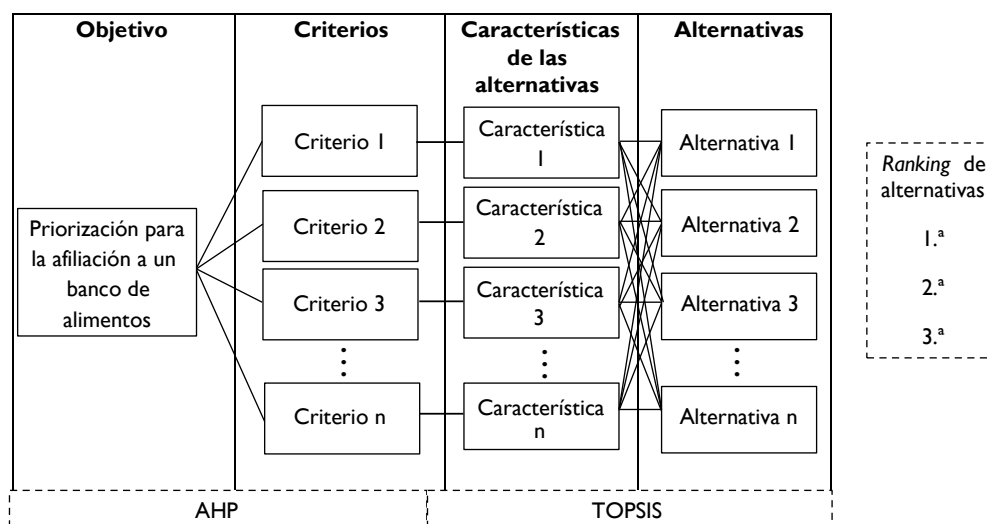 Objetivo
Criterios
Características
de las
alternativas
Alternativas
Priorización para
la afiliación a un
banco de
alimentos
Criterio 1
Criterio 2
Criterio 3
Criterio n
Característica
1
Característica
2
Característica
3
Característica
n
Alternativa 1
Alternativa 2
Alternativa 3
Alternativa n
Ranking de
alternativas
1.ª
2.ª
3.ª
AHP
TOPSIS